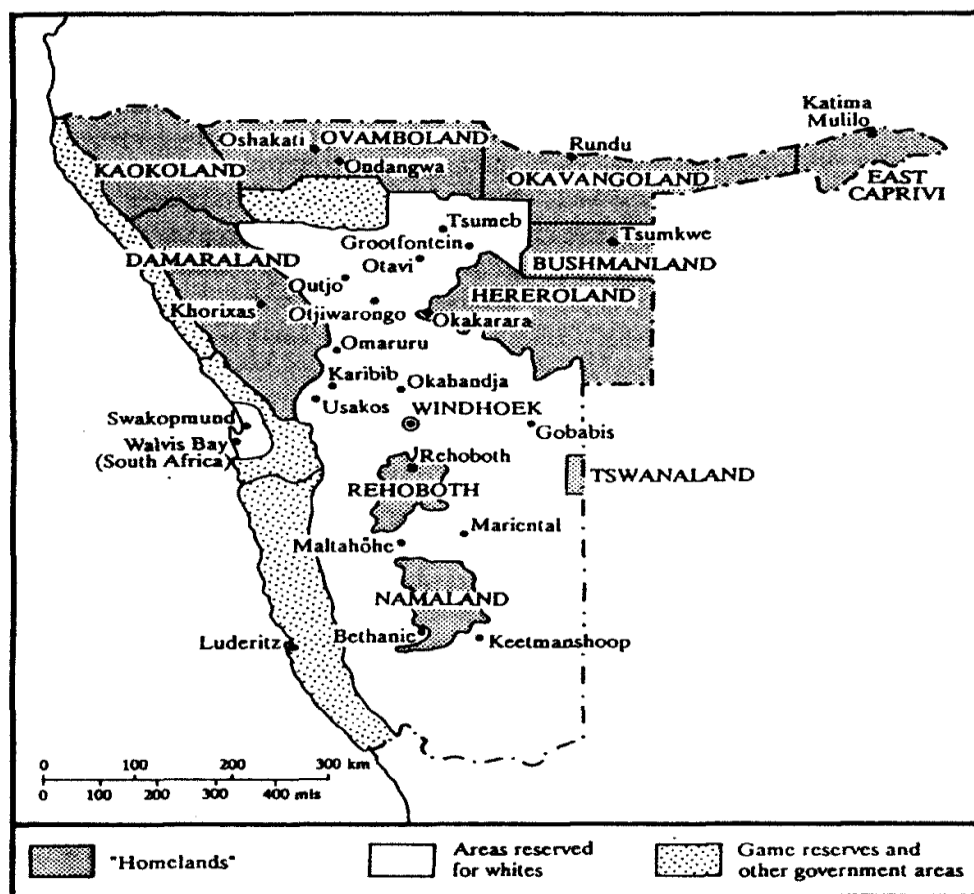 Katima
Mulilo
Oshakati
OVAMBOLAND
Rundu
Ondangwa
KAOKOLAND
OKAVANGOLAND
EAST
CAPRIVI
Tsumeb
Tsumkwe
Grootfontein
DAMARALAND
Otavi
BUSHMANLAND
Outjo
HEREROLAND
Khorixas
Otjiwarongo
Okakarara
Omaruru
Karibib
Okahandja
Usakos
WINDHOEK
Swakopmund
Gobabis
Walvis Bay
(South Africa)
Rehoboth
TSWANALAND
REHOBOTH
Mariental
Maltahöhe
NAMALAND
Bethanic
Luderitz
Keetmanshoop
0 100 200 300 km
0 100 200 300 400 mls
"Homelands"
Areas reserved
for whites
Game reserves and
other government areas